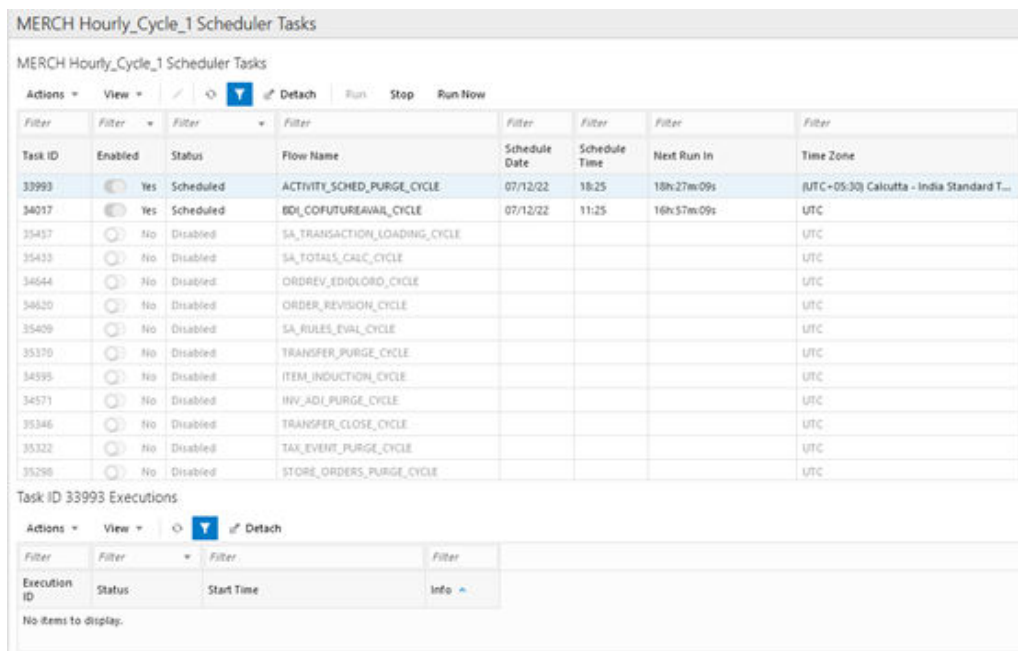 MERCH Hourly_Cycle_1 Scheduler Tasks
MERCH Hourly_Cycle_1 Scheduler Tasks
Actions View Detach Run Stop Run Now
Filter Filter Filter Filter Filter Filter Filter Filter
Task ID Enabled Status Flow Name Schedule Date Schedule Time Next Run In Time Zone
33993 Yes Scheduled ACTIVITY_SCHED_PURGE_CYCLE 07/12/22 18:25 18h:27m:09s (UTC+05:30) Calcutta - India Standard T...
34017 Yes Scheduled BDI_COFUTUREAVAIL_CYCLE 07/12/22 11:25 16h:57m:09s UTC
35457 No Disabled SA_TRANSACTION_LOADING_CYCLE UTC
35433 No Disabled SA_TOTALS_CALC_CYCLE UTC
34644 No Disabled ORDREV_EDIDLORD_CYCLE UTC
34620 No Disabled ORDER_REVISION_CYCLE UTC
35409 No Disabled SA_RULES_EVAL_CYCLE UTC
35370 No Disabled TRANSFER_PURGE_CYCLE UTC
34595 No Disabled ITEM_INDUCTION_CYCLE UTC
34571 No Disabled INV_ADJ_PURGE_CYCLE UTC
35346 No Disabled TRANSFER_CLOSE_CYCLE UTC
35322 No Disabled TAX_EVENT_PURGE_CYCLE UTC
35298 No Disabled STORE_ORDERS_PURGE_CYCLE UTC
Task ID 33993 Executions
Actions View Detach
Filter Filter Filter Filter
Execution ID Status Start Time Info
No items to display.